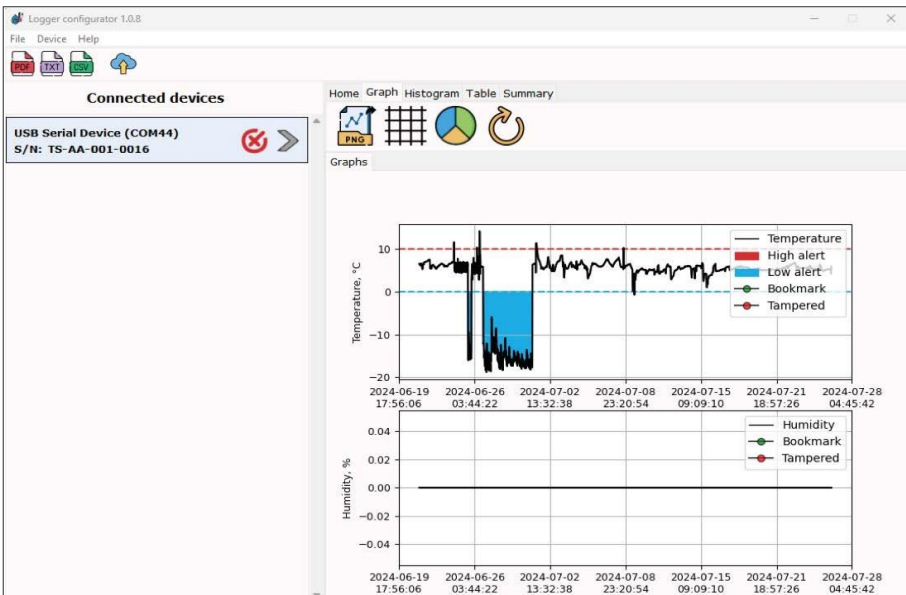 Logger configurator 1.0.8
File Device Help
PDF TXT CSV
Connected devices
USB Serial Device (COM44)
S/N: TS-AA-001-0016
Home Graph Histogram Table Summary
PNG
Graphs
Temperature, °C
10
0
−10
−20
Temperature
High alert
Low alert
Bookmark
Tampered
2024-06-19 2024-06-26 2024-07-02 2024-07-08 2024-07-15 2024-07-21 2024-07-28
17:56:06 03:44:22 13:32:38 23:20:54 09:09:10 18:57:26 04:45:42
Humidity, %
0.04
0.02
0.00
−0.02
−0.04
Humidity
Bookmark
Tampered
2024-06-19 2024-06-26 2024-07-02 2024-07-08 2024-07-15 2024-07-21 2024-07-28
17:56:06 03:44:22 13:32:38 23:20:54 09:09:10 18:57:26 04:45:42